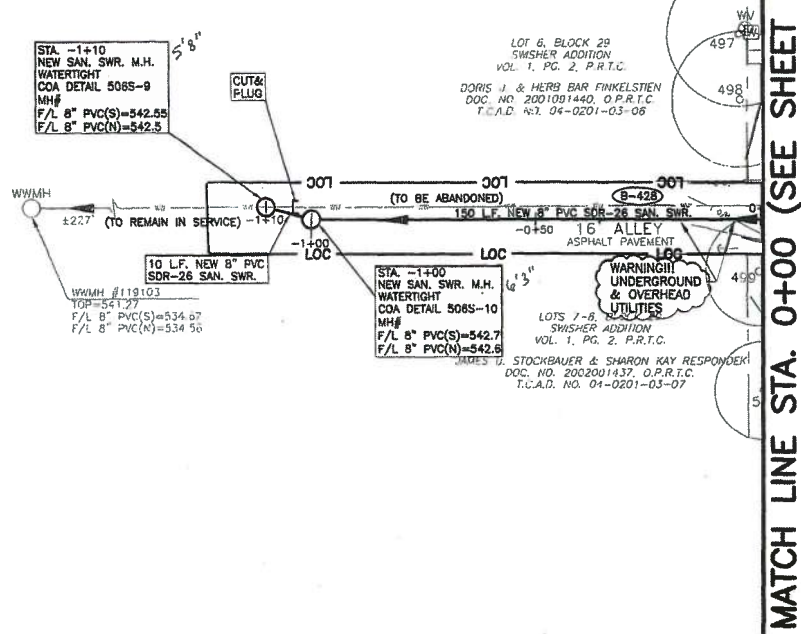 STA. -1+10
NEW SAN. SWR. M.H.
WATERTIGHT
COA DETAIL 506S-9
MH#
F/L 8" PVC(S)=542.55
F/L 8" PVC(N)=542.5
5'8"
CUT&
PLUG
LOT 6, BLOCK 29
SWISHER ADDITION
VOL. 1, PG. 2, P.R.T.C.
DORIS J. & HERB BAR FINKELSTIEN
DOC. NO. 2001091440, O.P.R.T.C.
T.C.A.D. NO. 04-0201-03-06
WV
497
498
LOC
LOC
LOC
WWMH
±227'
(TO REMAIN IN SERVICE)
-1+10
(TO BE ABANDONED)
B-428
150 L.F. NEW 8" PVC SDR-26 SAN. SWR.
-1+00
-0+50
16' ALLEY
ASPHALT PAVEMENT
LOC
LOC
LOC
10 L.F. NEW 8" PVC
SDR-26 SAN. SWR.
WWMH #119103
TOP=541.27
F/L 8" PVC(S)=534.67
F/L 8" PVC(N)=534.56
STA. -1+00
NEW SAN. SWR. M.H.
WATERTIGHT
COA DETAIL 506S-10
MH#
F/L 8" PVC(S)=542.7
F/L 8" PVC(N)=542.6
6'3"
WARNING!!!
UNDERGROUND
& OVERHEAD
UTILITIES
499
LOTS 7-8,
SWISHER ADDITION
VOL. 1, PG. 2, P.R.T.C.
JAMES G. STOCKBAUER & SHARON KAY RESPONDEK
DOC. NO. 2002001437, O.P.R.T.C.
T.C.A.D. NO. 04-0201-03-07
MATCH LINE STA. 0+00 (SEE SHEET